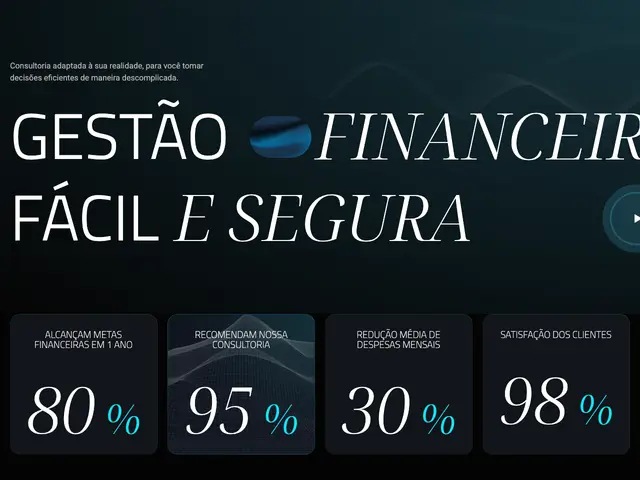 Consultoria adaptada à sua realidade, para você tomar
decisões eficientes de maneira descomplicada.
GESTÃO FINANCEIR
FÁCIL E SEGURA
ALCANÇAM METAS
FINANCEIRAS EM 1 ANO
80 %
RECOMENDAM NOSSA
CONSULTORIA
95 %
REDUÇÃO MÉDIA DE
DESPESAS MENSAIS
30 %
SATISFAÇÃO DOS CLIENTES
98 %